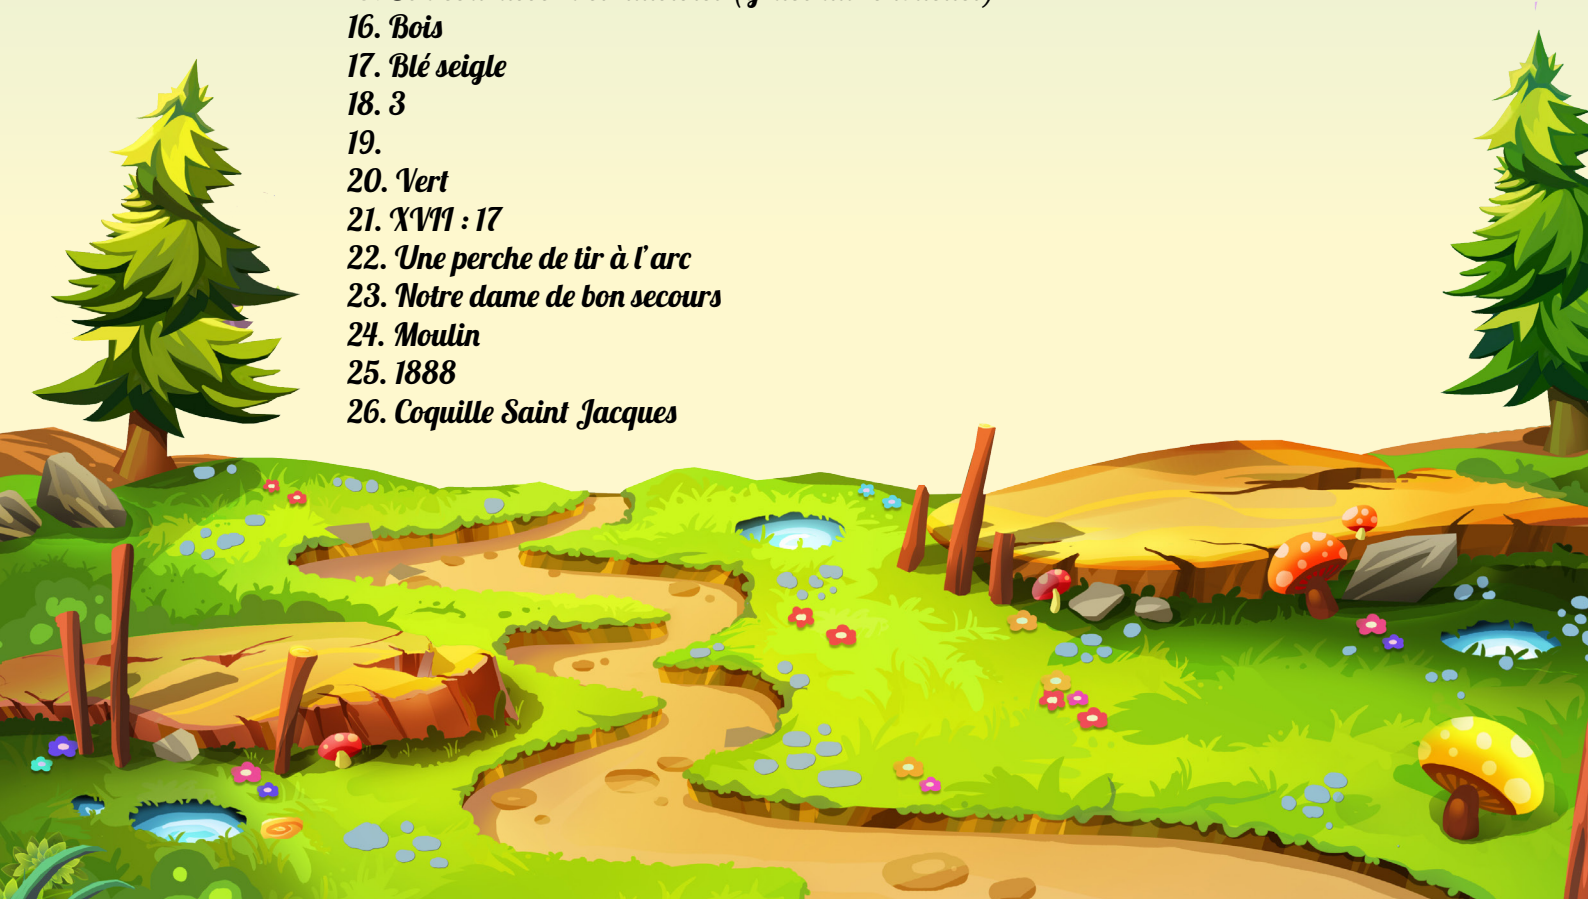 16. Bois
17. Blé seigle
18. 3
19.
20. Vert
21. XVII : 17
22. Une perche de tir à l'arc
23. Notre dame de bon secours
24. Moulin
25. 1888
26. Coquille Saint Jacques